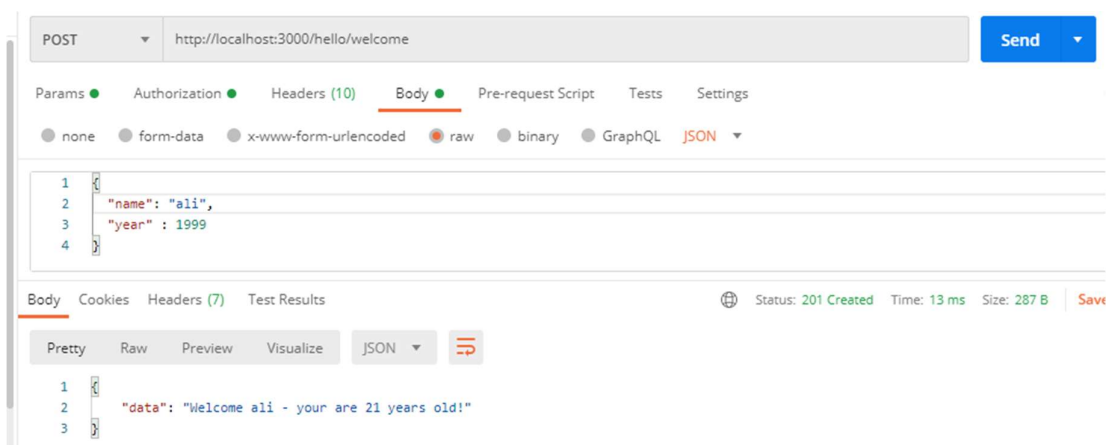 POST http://localhost:3000/hello/welcome Send
Params Authorization Headers (10) Body Pre-request Script Tests Settings
none form-data x-www-form-urlencoded raw binary GraphQL JSON
1 {
2 "name": "ali",
3 "year" : 1999
4 }
Body Cookies Headers (7) Test Results Status: 201 Created Time: 13 ms Size: 287 B Save
Pretty Raw Preview Visualize JSON
1 {
2 "data": "Welcome ali - your are 21 years old!"
3 }